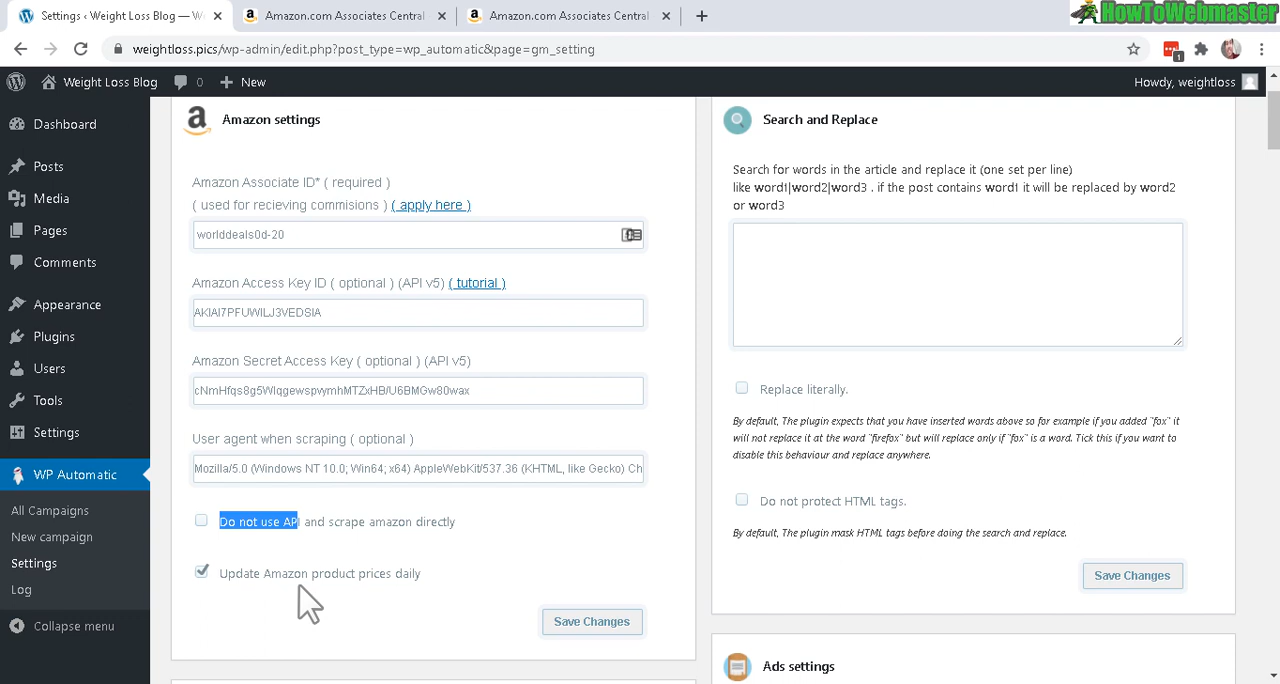 Settings ‹ Weight Loss Blog — W
Amazon.com Associates Central
Amazon.com Associates Central
HowToWebmaster
weightloss.pics/wp-admin/edit.php?post_type=wp_automatic&page=gm_setting
1
Weight Loss Blog
0
New
Howdy, weightloss
Dashboard
Posts
Media
Pages
Comments
Appearance
Plugins
Users
Tools
Settings
WP Automatic
All Campaigns
New campaign
Settings
Log
Collapse menu
Amazon settings
Amazon Associate ID* ( required )
( used for recieving commisions ) ( apply here )
worlddeals0d-20
Amazon Access Key ID ( optional ) (API v5) ( tutorial )
Amazon Secret Access Key ( optional ) (API v5)
User agent when scraping ( optional )
Mozilla/5.0 (Windows NT 10.0; Win64; x64) AppleWebKit/537.36 (KHTML, like Gecko) Ch
Do not use API and scrape amazon directly
Update Amazon product prices daily
Save Changes
Search and Replace
Search for words in the article and replace it (one set per line)
like word1|word2|word3 . if the post contains word1 it will be replaced by word2
or word3
Replace literally.
By default, The plugin expects that you have inserted words above so for example if you added "fox" it
will not replace it at the word "firefox" but will replace only if "fox" is a word. Tick this if you want to
disable this behaviour and replace anywhere.
Do not protect HTML tags.
By default, The plugin mask HTML tags before doing the search and replace.
Save Changes
Ads settings